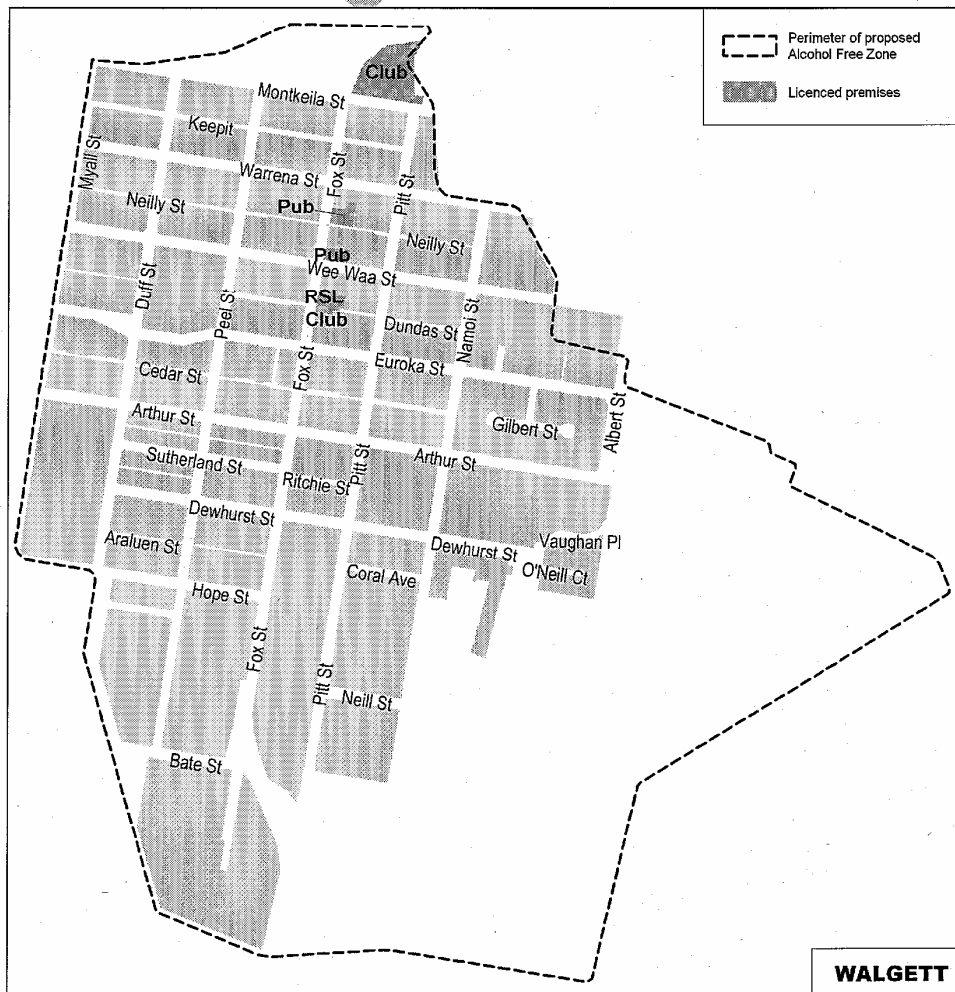 Perimeter of proposed
Alcohol Free Zone
Licenced premises
Club
Montkeila St
Keepit
Fox St
Myall St
Warrena St
Pitt St
Pub
Neilly St
Neilly St
Pub
Wee Waa St
Duff St
RSL
Club
Peel St
Dundas St
Namoi St
Euroka St
Fox St
Cedar St
Albert St
Arthur St
Gilbert St
Pitt St
Arthur St
Sutherland St
Ritchie St
Dewhurst St
Dewhurst St
Vaughan Pl
Araluen St
Coral Ave
O'Neill Ct
Hope St
Fox St
Pitt St
Neill St
Bate St
WALGETT